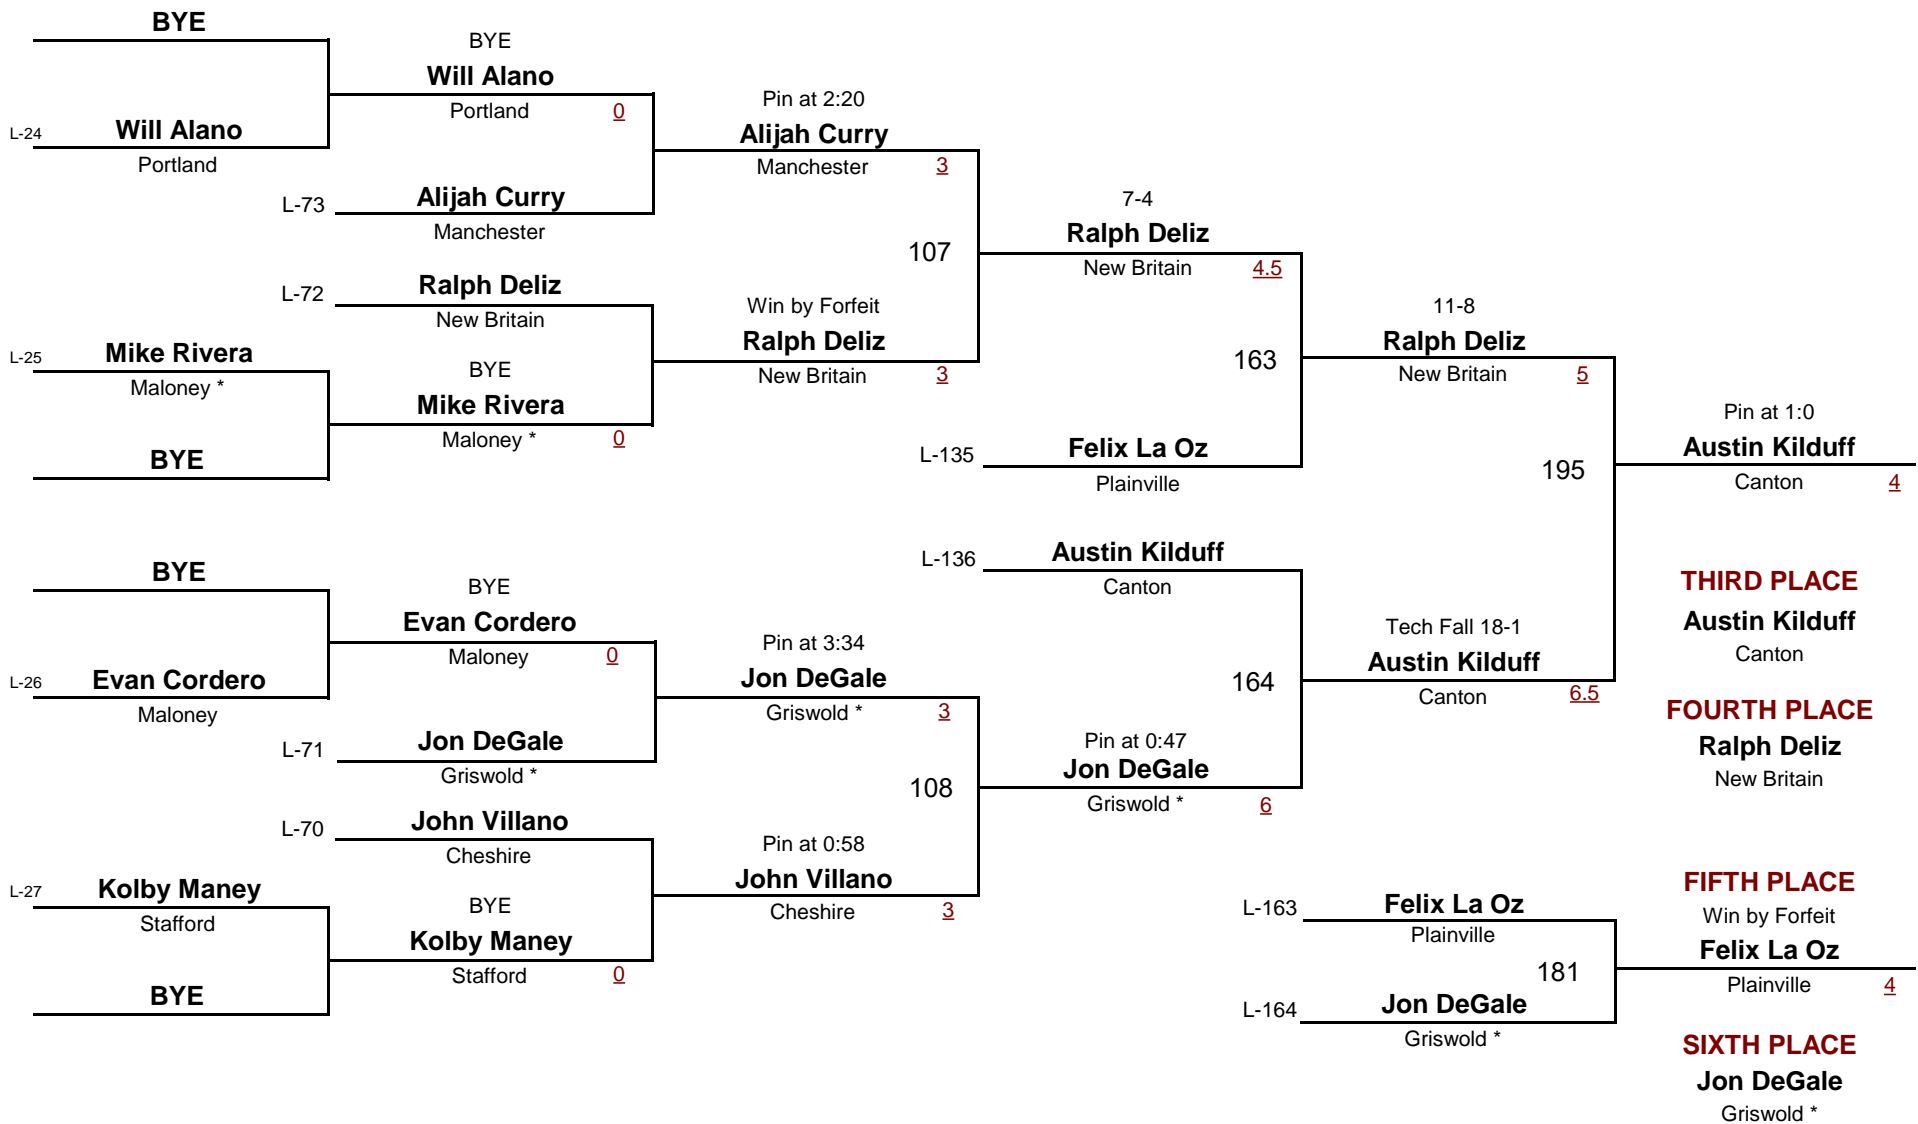 BYE
L-24
Will Alano
Portland
L-25
Mike Rivera
Maloney *
BYE
BYE
L-26
Evan Cordero
Maloney
L-27
Kolby Maney
Stafford
BYE
BYE
Will Alano
Portland 0
L-73
Alijah Curry
Manchester
L-72
Ralph Deliz
New Britain
BYE
Mike Rivera
Maloney * 0
BYE
Evan Cordero
Maloney 0
L-71
Jon DeGale
Griswold *
L-70
John Villano
Cheshire
BYE
Kolby Maney
Stafford 0
Pin at 2:20
Alijah Curry
Manchester 3
107
Win by Forfeit
Ralph Deliz
New Britain 3
Pin at 3:34
Jon DeGale
Griswold * 3
108
Pin at 0:58
John Villano
Cheshire 3
7-4
Ralph Deliz
New Britain 4.5
163
L-135
Felix La Oz
Plainville
L-136
Austin Kilduff
Canton
164
Pin at 0:47
Jon DeGale
Griswold * 6
11-8
Ralph Deliz
New Britain 5
195
Tech Fall 18-1
Austin Kilduff
Canton 6.5
Pin at 1:0
Austin Kilduff
Canton 4
THIRD PLACE
Austin Kilduff
Canton
FOURTH PLACE
Ralph Deliz
New Britain
L-163
Felix La Oz
Plainville
181
L-164
Jon DeGale
Griswold *
FIFTH PLACE
Win by Forfeit
Felix La Oz
Plainville 4
SIXTH PLACE
Jon DeGale
Griswold *